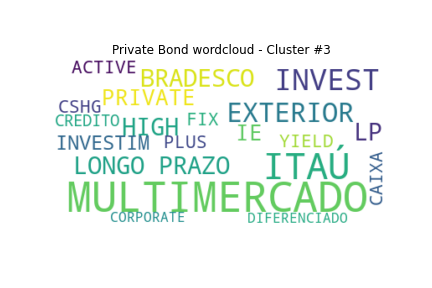 Private Bond wordcloud - Cluster #3
ACTIVE
BRADESCO
INVEST
PRIVATE
CSHG
EXTERIOR
CREDITO
HIGH
FIX
IE
LP
INVESTIM
PLUS
YIELD
LONGO PRAZO
ITAÚ
CAIXA
MULTIMERCADO
CORPORATE
DIFERENCIADO